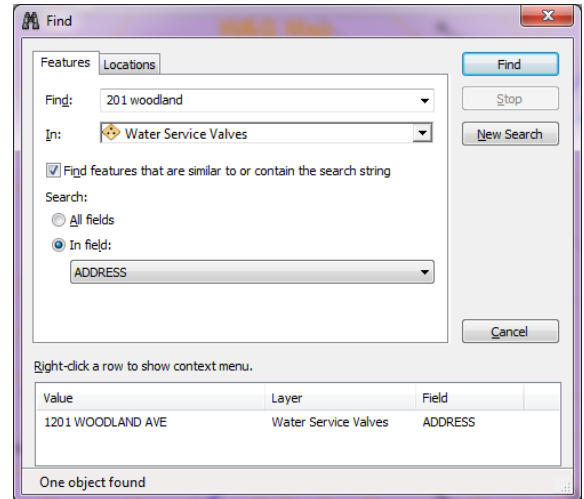 Find
Features Locations
Find: 201 woodland
In: Water Service Valves
Find features that are similar to or contain the search string
Search:
All fields
In field:
ADDRESS
Find
Stop
New Search
Cancel
Right-click a row to show context menu.
Value Layer Field
1201 WOODLAND AVE Water Service Valves ADDRESS
One object found